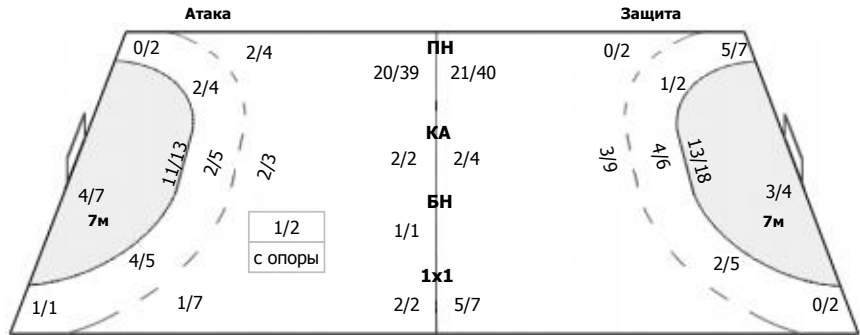 Атака Защита
0/2 2/4 ПН 0/2 5/7
20/39 21/40
2/4 1/2
КА
11/13 2/5 2/3 2/2 2/4 3/9 4/6 13/18
4/7 БН 3/4
7м 7м
1/2 1/1
с опоры
4/5 2/5
1x1
1/1 1/7 2/2 5/7 0/2